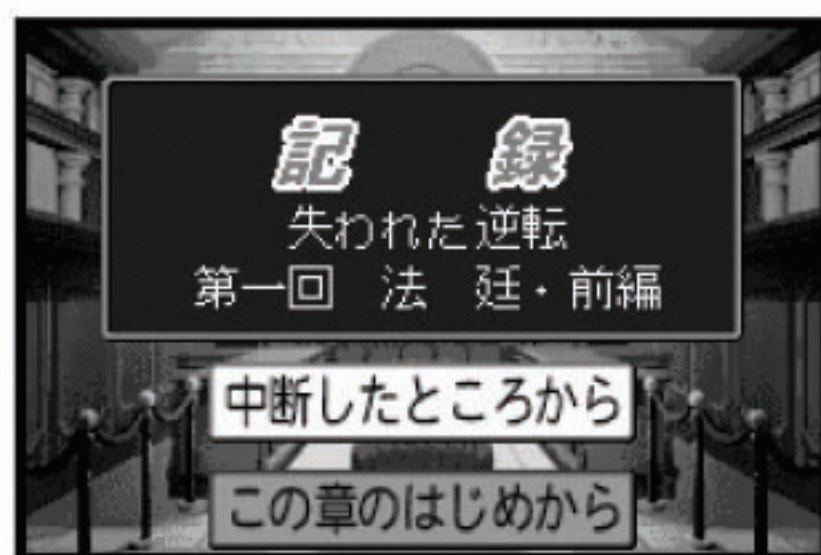 記　録
失われた逆転
第一回　法　廷・前編
中断したところから
この章のはじめから